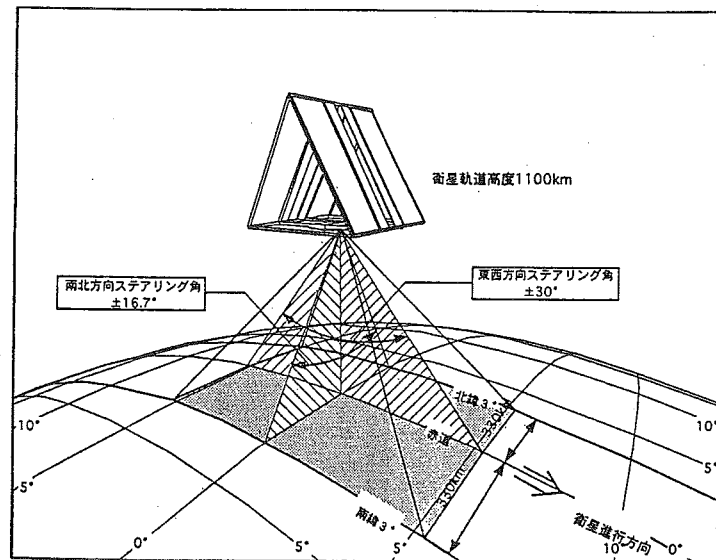 衛星軌道高度1100km
南北方向ステアリング角
±16.7°
東西方向ステアリング角
±30°
北緯3°
330km
赤道
330km
南緯3°
衛星進行方向
10°
5°
0°
5°
5°
10°
0°
5°
10°